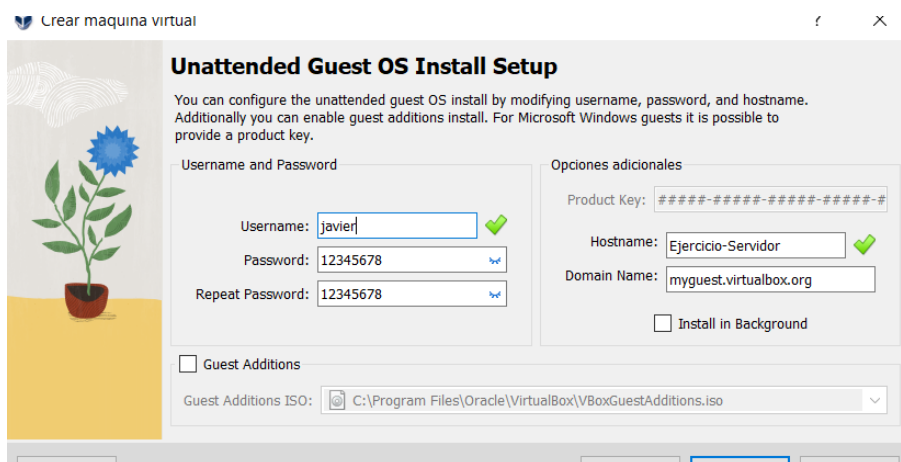 Crear maquina virtual
Unattended Guest OS Install Setup
You can configure the unattended guest OS install by modifying username, password, and hostname.
Additionally you can enable guest additions install. For Microsoft Windows guests it is possible to
provide a product key.
Username and Password
Username: javier
Password: 12345678
Repeat Password: 12345678
Opciones adicionales
Product Key: #####-#####-#####-#####-#
Hostname: Ejercicio-Servidor
Domain Name: myguest.virtualbox.org
Install in Background
Guest Additions
Guest Additions ISO: C:\Program Files\Oracle\VirtualBox\VBoxGuestAdditions.iso